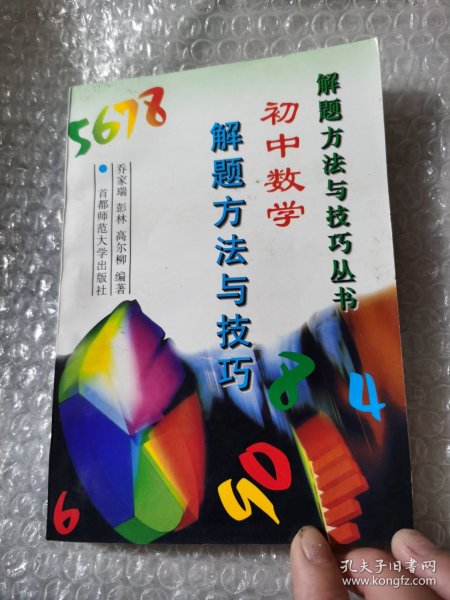 解题方法与技巧丛书
初中数学
解题方法与技巧
乔家瑞 彭林 高尔柳 编著
首都师范大学出版社
5678
8
4
50
6
孔夫子旧书网
www.kongfz.com